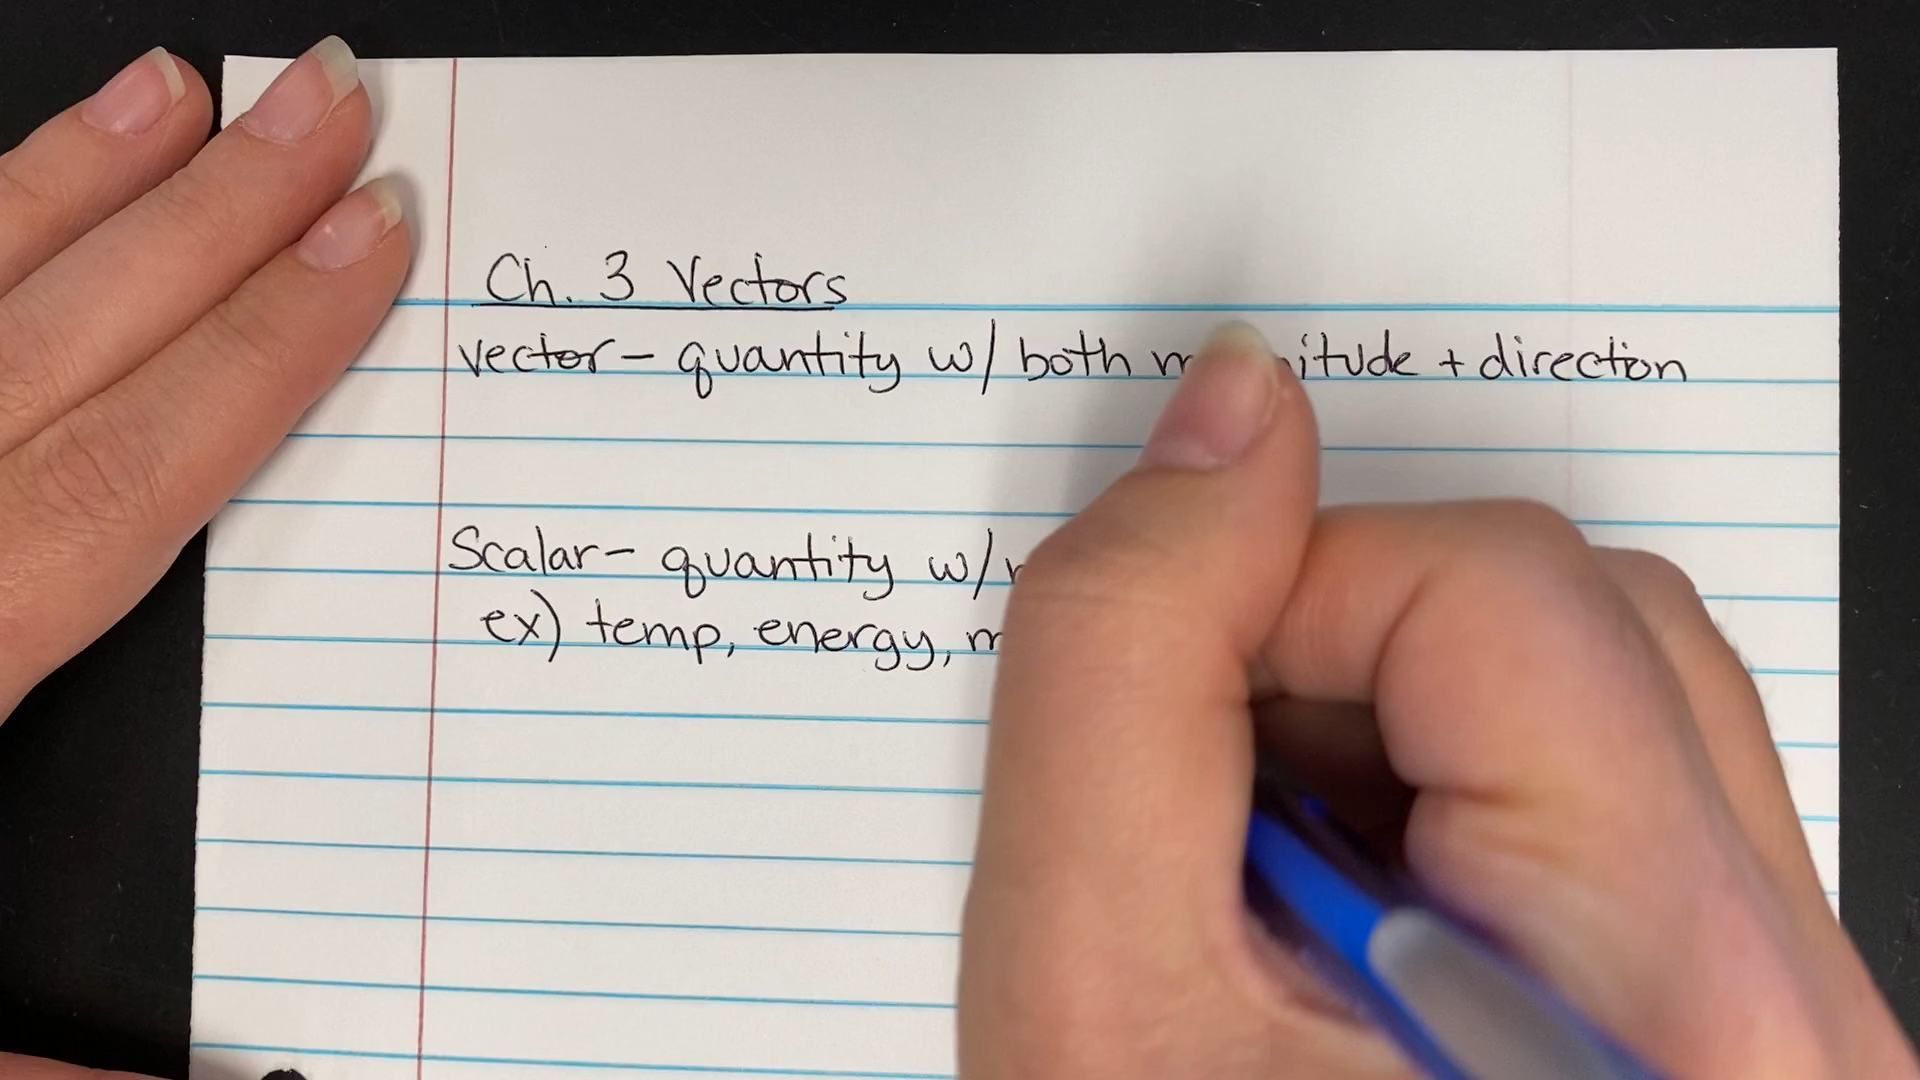 Ch. 3 Vectors
vector - quantity w/ both itude + direction
Scalar - quantity w/
ex) temp, energy,